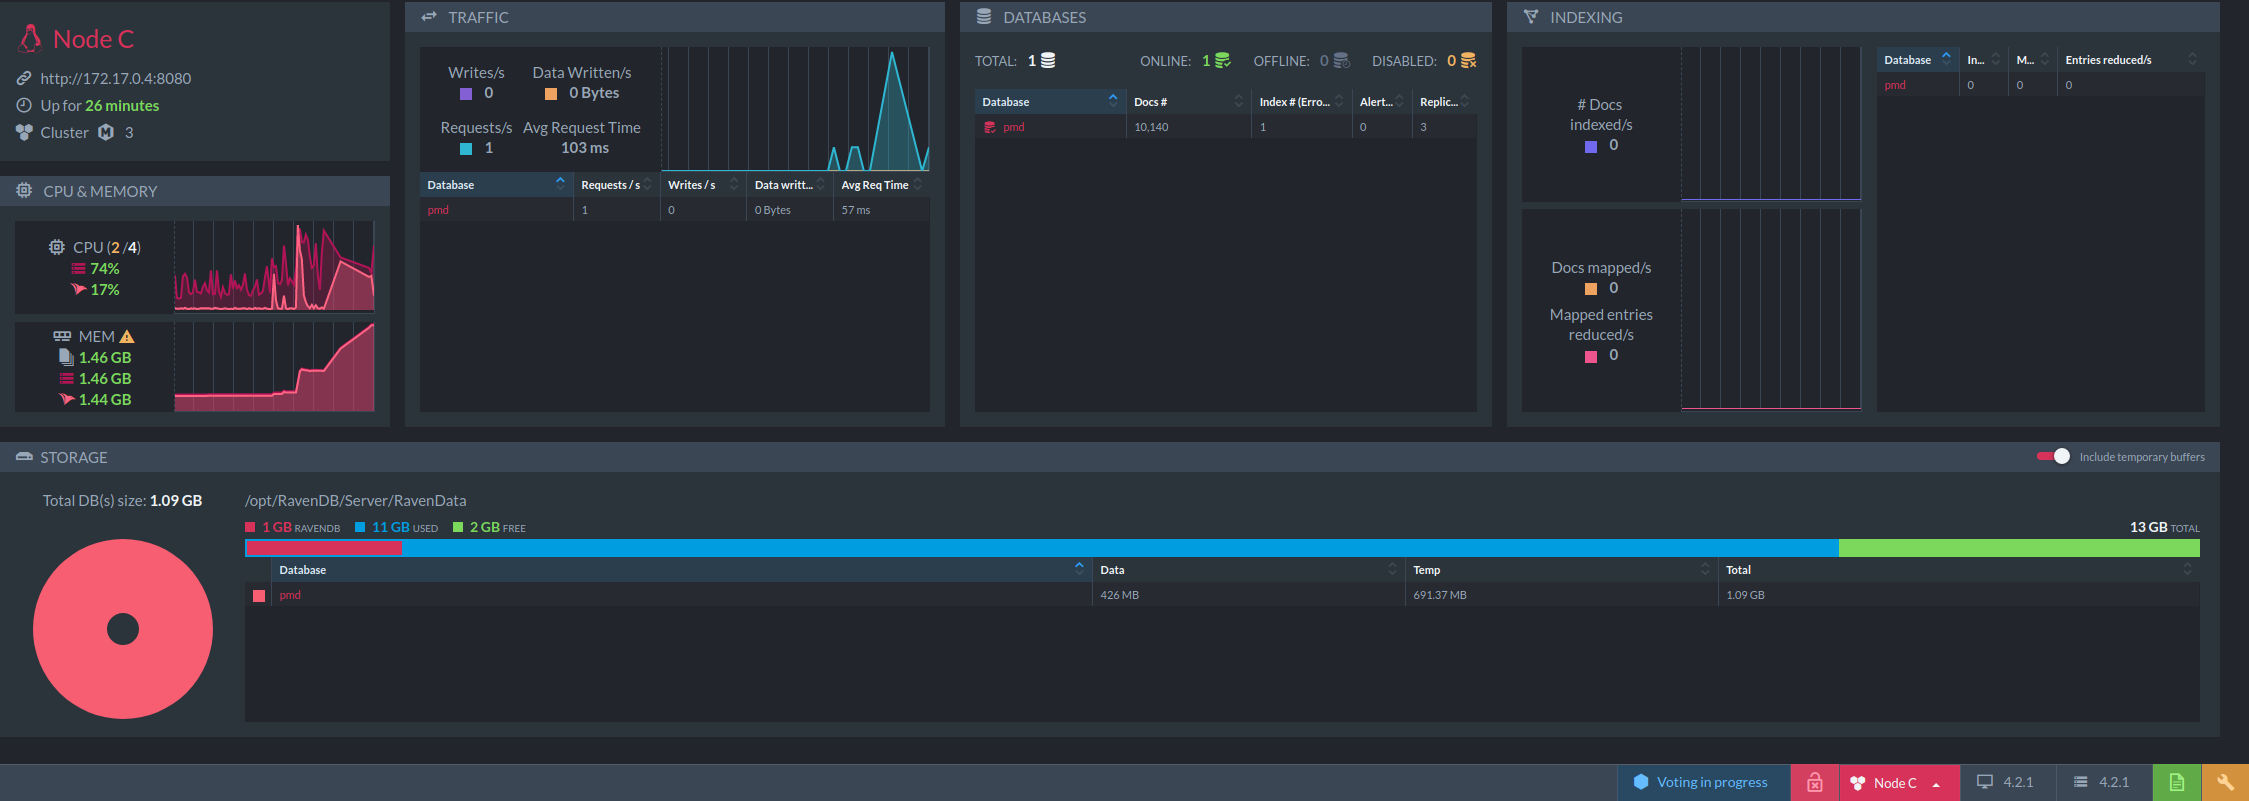 Node C
http://172.17.0.4:8080
Up for 26 minutes
Cluster 3
CPU & MEMORY
CPU (2 /4)
74%
17%
MEM
1.46 GB
1.46 GB
1.44 GB
TRAFFIC
Writes/s Data Written/s
0 0 Bytes
Requests/s Avg Request Time
1 103 ms
Database Requests / s Writes / s Data writt... Avg Req Time
pmd 1 0 0 Bytes 57 ms
DATABASES
TOTAL: 1 ONLINE: 1 OFFLINE: 0 DISABLED: 0
Database Docs # Index # (Erro... Alert... Replic...
pmd 10,140 1 0 3
INDEXING
# Docs
indexed/s
0
Docs mapped/s
0
Mapped entries
reduced/s
0
Database In... M... Entries reduced/s
pmd 0 0 0
STORAGE
Include temporary buffers
Total DB(s) size: 1.09 GB
/opt/RavenDB/Server/RavenData
1 GB RAVENDB 11 GB USED 2 GB FREE 13 GB TOTAL
Database Data Temp Total
pmd 426 MB 691.37 MB 1.09 GB
Voting in progress Node C 4.2.1 4.2.1